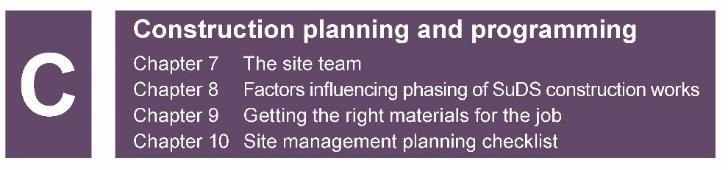 C
Construction planning and programming
Chapter 7 The site team
Chapter 8 Factors influencing phasing of SuDS construction works
Chapter 9 Getting the right materials for the job
Chapter 10 Site management planning checklist